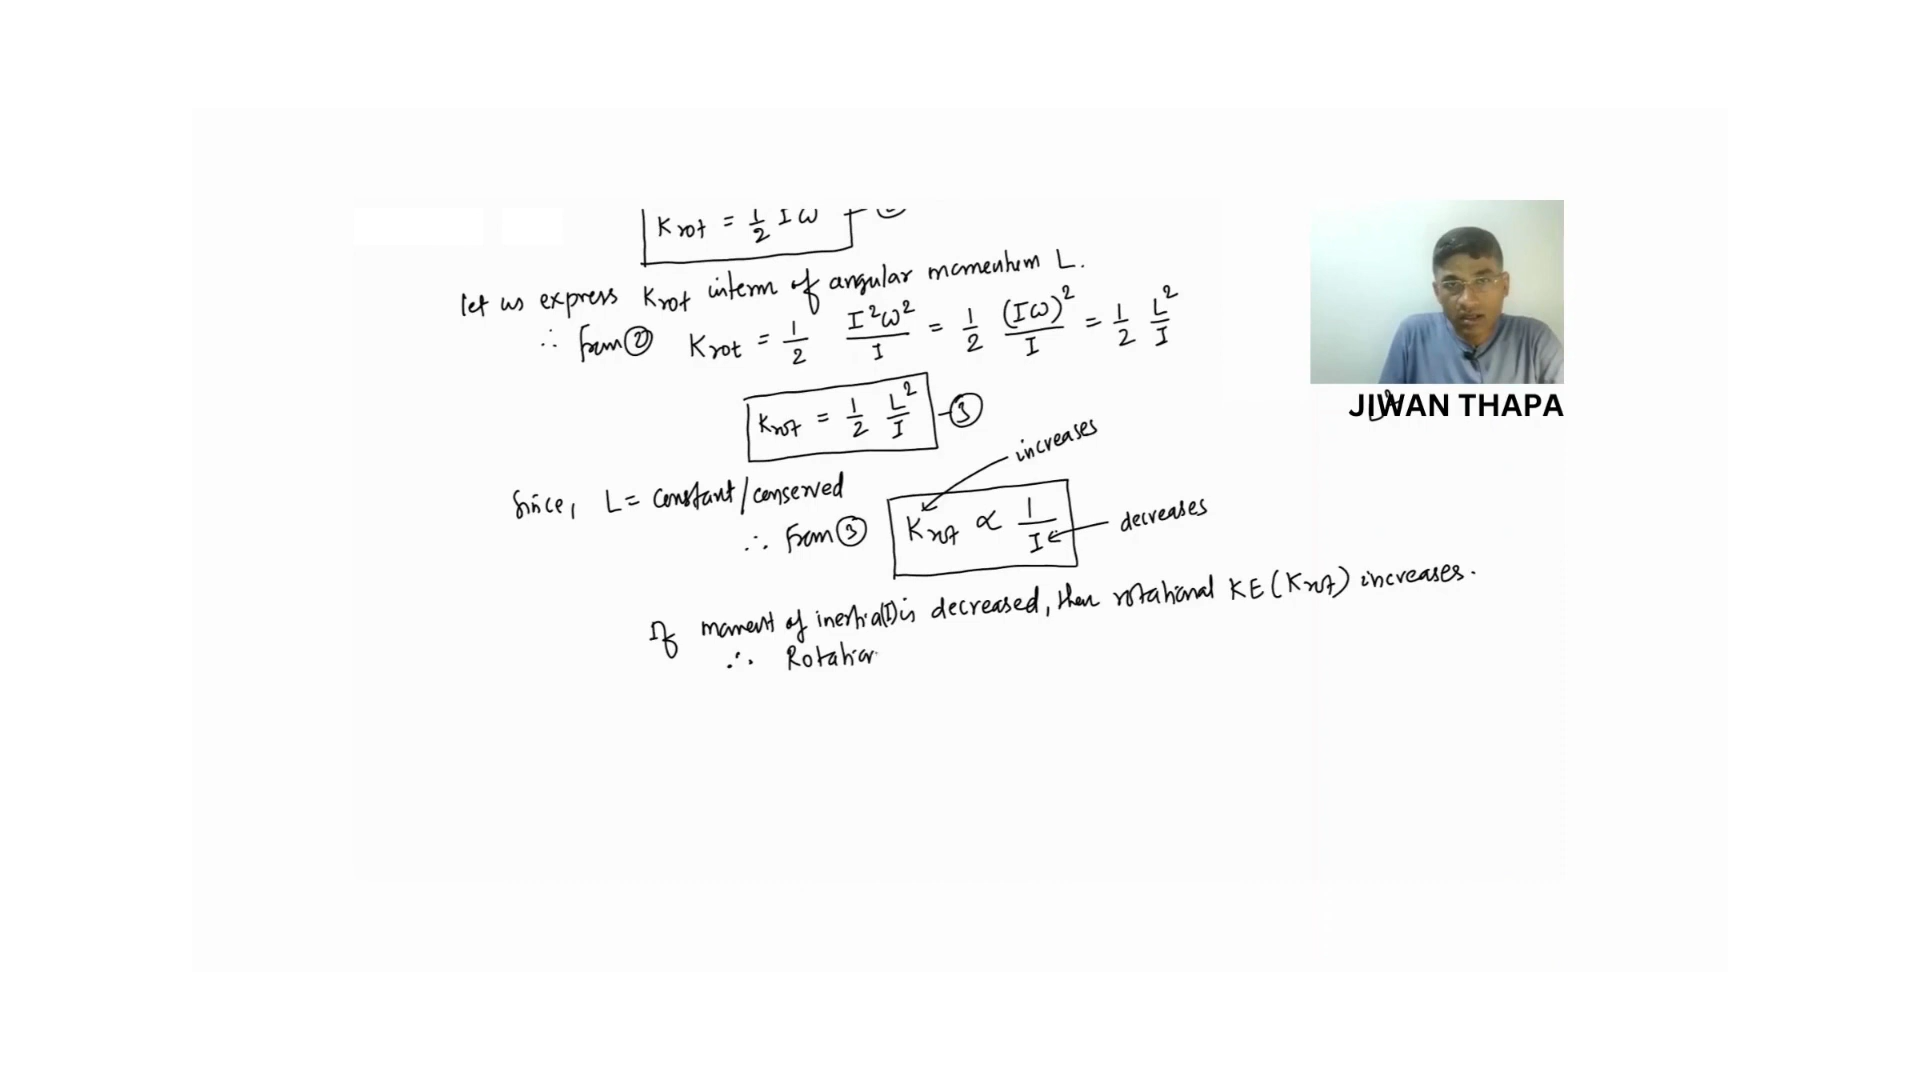 Krot = 1/2 Iω
let us express Krot interm of angular momentum L.
∴ from ② Krot = 1/2 I²ω²/I = 1/2 (Iω)²/I = 1/2 L²/I
Krot = 1/2 L²/I - ③
JIWAN THAPA
increases
Since, L = constant/conserved
∴ from ③ Krot ∝ 1/I decreases
If moment of inertia(I) is decreased, then rotational KE (Krot) increases.
∴ Rotation